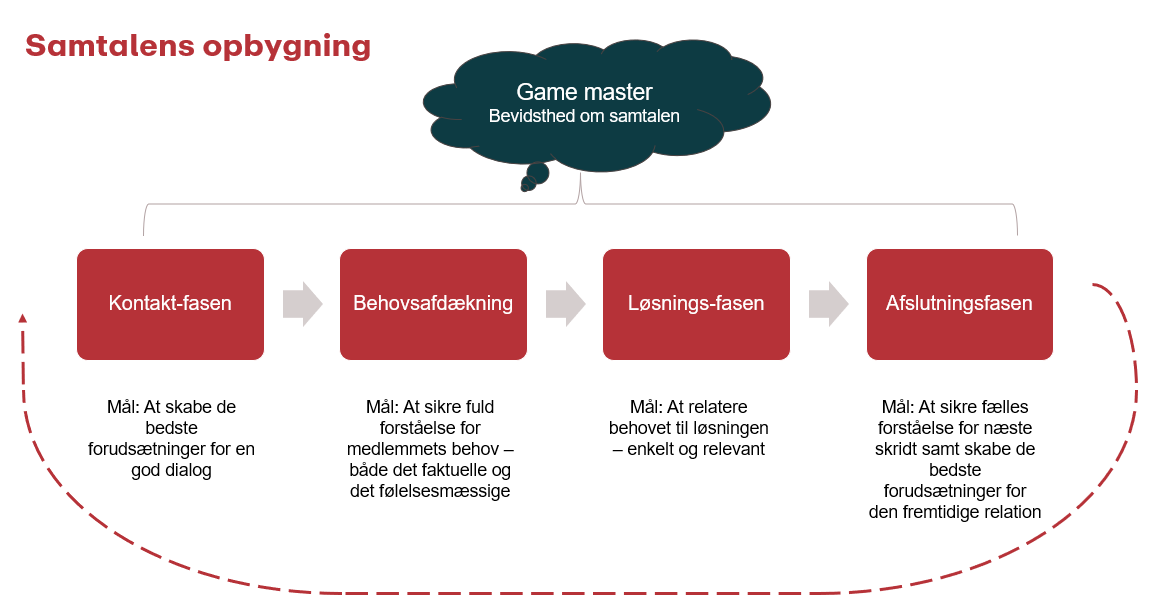 Samtalens opbygning
Game master
Bevidsthed om samtalen
Kontakt-fasen
Behovsafdækning
Løsnings-fasen
Afslutningsfasen
Mål: At skabe de
bedste
forudsætninger for en
god dialog
Mål: At sikre fuld
forståelse for
medlemmets behov –
både det faktuelle og
det følelsesmæssige
Mål: At relatere
behovet til løsningen
– enkelt og relevant
Mål: At sikre fælles
forståelse for næste
skridt samt skabe de
bedste
forudsætninger for
den fremtidige relation